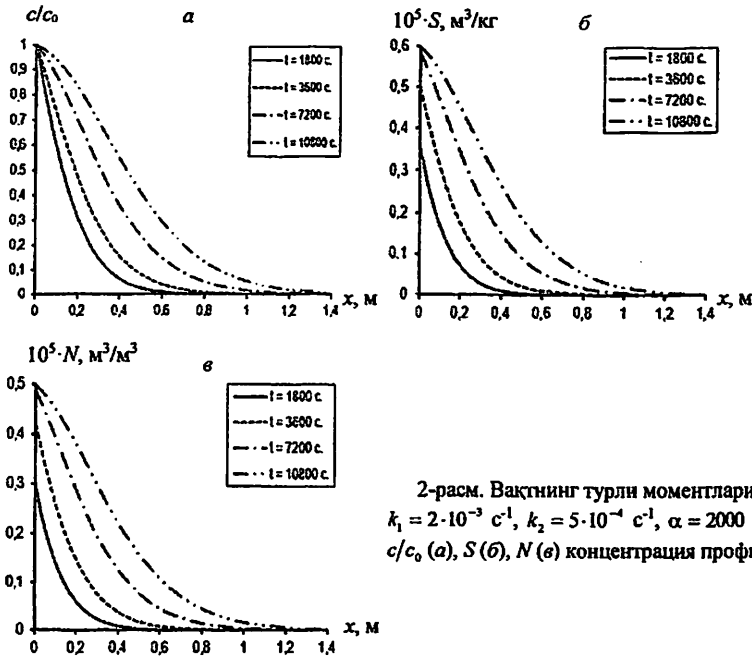 c/c₀
а
1
0,9
0,8
0,7
0,6
0,5
0,4
0,3
0,2
0,1
0
0 0,2 0,4 0,6 0,8 1 1,2 1,4 x, м
t = 1800 с.
t = 3600 с.
t = 7200 с.
t = 10800 с.
10⁵·S, м³/кг
б
0,6
0,5
0,4
0,3
0,2
0,1
0
0 0,2 0,4 0,6 0,8 1 1,2 1,4 x, м
t = 1800 с.
t = 3600 с.
t = 7200 с.
t = 10800 с.
10⁵·N, м³/м³
в
0,5
0,4
0,3
0,2
0,1
0
0 0,2 0,4 0,6 0,8 1 1,2 1,4 x, м
t = 1800 с.
t = 3600 с.
t = 7200 с.
t = 10800 с.
2-расм. Вақтнинг турли моментлари
k₁ = 2·10⁻³ с⁻¹, k₂ = 5·10⁻⁴ с⁻¹, α = 2000
c/c₀ (а), S (б), N (в) концентрация профи